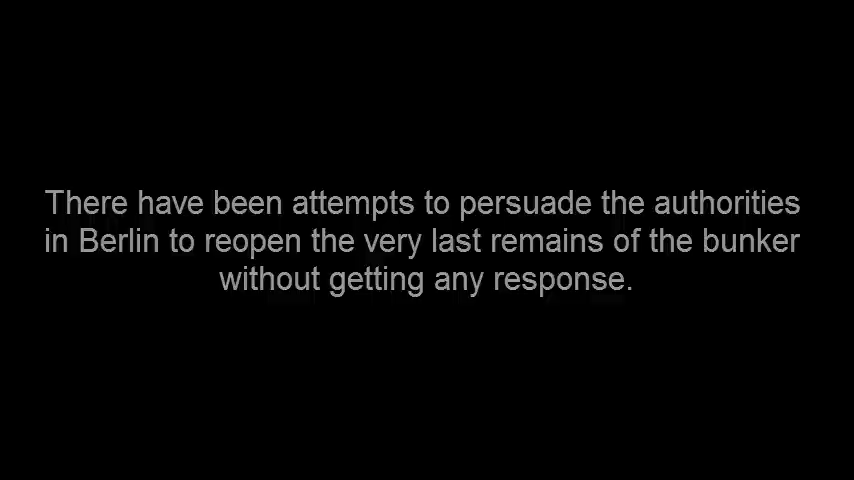 There have been attempts to persuade the authorities
in Berlin to reopen the very last remains of the bunker
without getting any response.